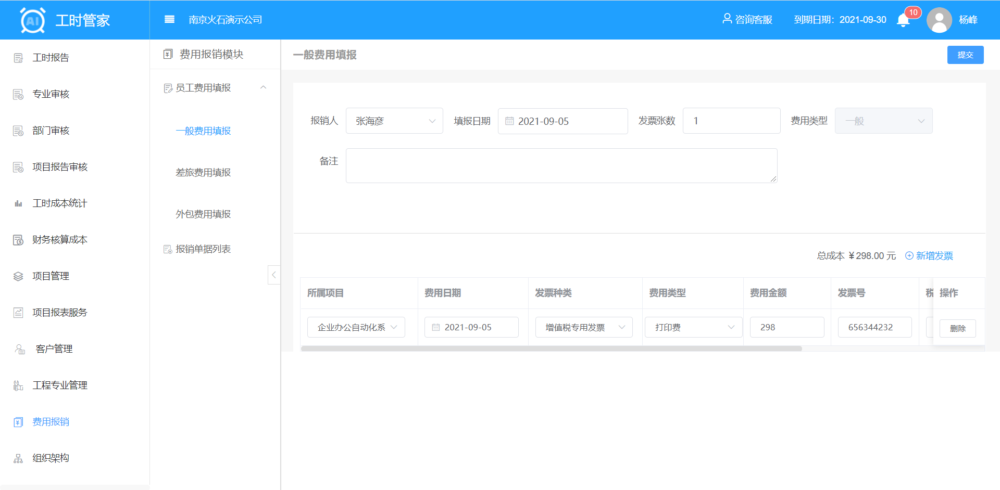 AI 工时管家
南京火石演示公司
咨询客服
到期日期：2021-09-30
10
杨峰
工时报告
专业审核
部门审核
项目报告审核
工时成本统计
财务核算成本
项目管理
项目报表服务
客户管理
工程专业管理
费用报销
组织架构
费用报销模块
员工费用填报
一般费用填报
差旅费用填报
外包费用填报
报销单据列表
一般费用填报
提交
报销人 张海彦 填报日期 2021-09-05 发票张数 1 费用类型 一般
备注
总成本 ¥298.00 元 新增发票
所属项目 费用日期 发票种类 费用类型 费用金额 发票号 税 操作
企业办公自动化系 2021-09-05 增值税专用发票 打印费 298 656344232 删除